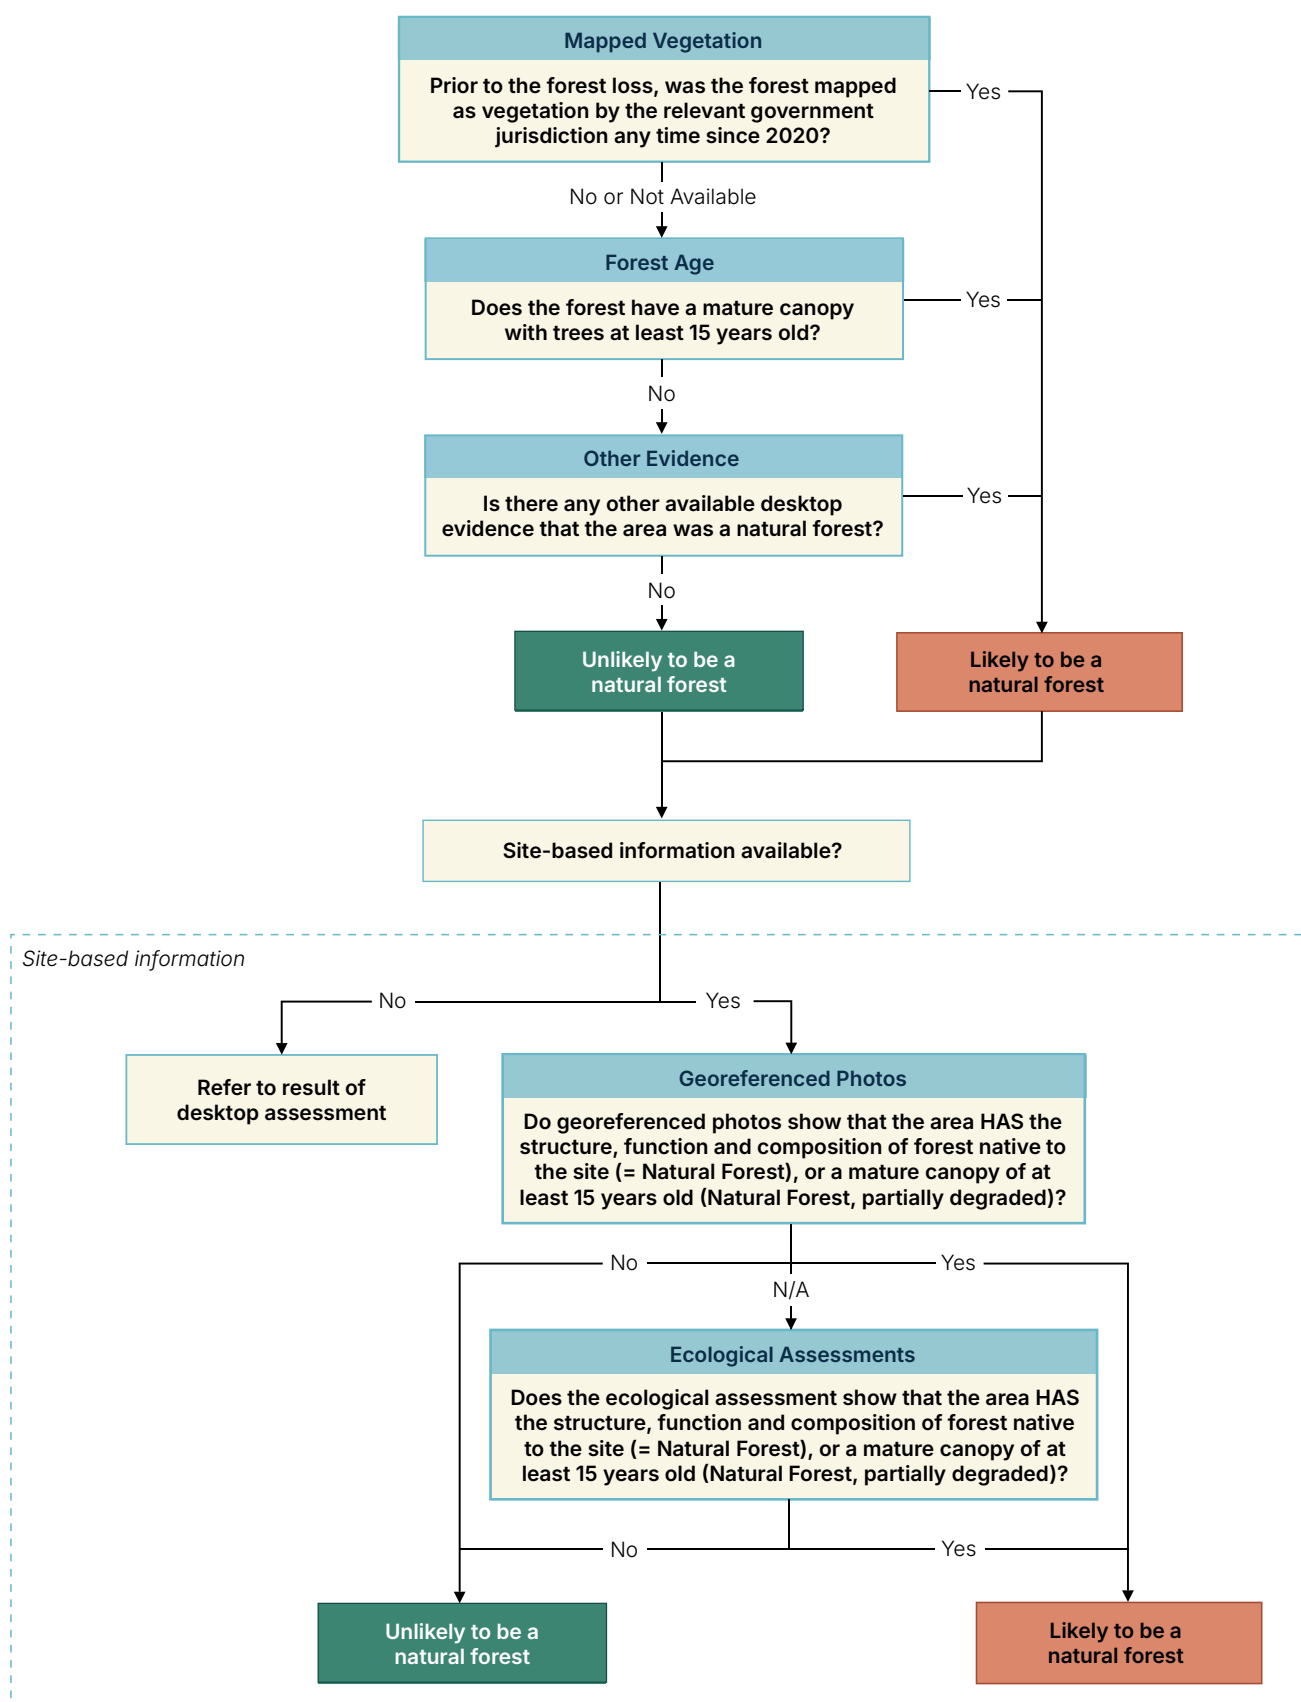 Mapped Vegetation
Prior to the forest loss, was the forest mapped
as vegetation by the relevant government
jurisdiction any time since 2020?
Yes
No or Not Available
Forest Age
Does the forest have a mature canopy
with trees at least 15 years old?
Yes
No
Other Evidence
Is there any other available desktop
evidence that the area was a natural forest?
Yes
No
Unlikely to be a
natural forest
Likely to be a
natural forest
Site-based information available?
Site-based information
No
Yes
Refer to result of
desktop assessment
Georeferenced Photos
Do georeferenced photos show that the area HAS the
structure, function and composition of forest native to
the site (= Natural Forest), or a mature canopy of at
least 15 years old (Natural Forest, partially degraded)?
No
Yes
N/A
Ecological Assessments
Does the ecological assessment show that the area HAS
the structure, function and composition of forest native
to the site (= Natural Forest), or a mature canopy of at
least 15 years old (Natural Forest, partially degraded)?
No
Yes
Unlikely to be a
natural forest
Likely to be a
natural forest